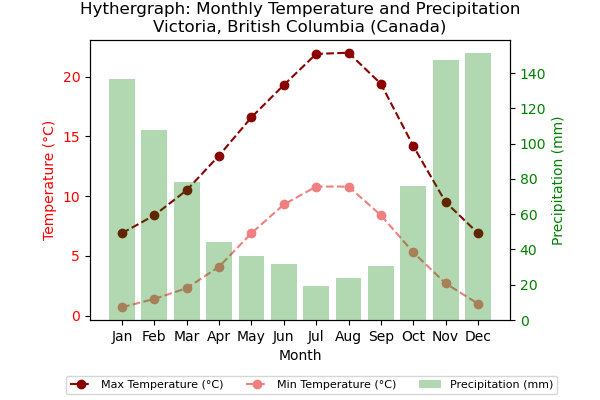 Hythergraph: Monthly Temperature and Precipitation
Victoria, British Columbia (Canada)
Temperature (°C)
20
15
10
5
0
Precipitation (mm)
140
120
100
80
60
40
20
0
Jan Feb Mar Apr May Jun Jul Aug Sep Oct Nov Dec
Month
Max Temperature (°C) Min Temperature (°C) Precipitation (mm)